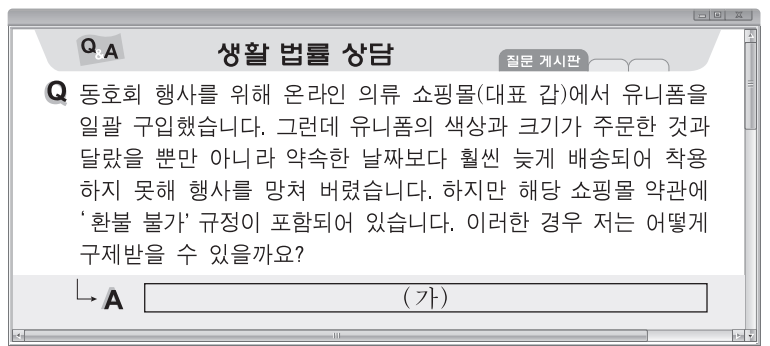 Q&A 생활 법률 상담
질문 게시판
Q 동호회 행사를 위해 온라인 의류 쇼핑몰(대표 갑)에서 유니폼을
일괄 구입했습니다. 그런데 유니폼의 색상과 크기가 주문한 것과
달랐을 뿐만 아니라 약속한 날짜보다 훨씬 늦게 배송되어 착용
하지 못해 행사를 망쳐 버렸습니다. 하지만 해당 쇼핑몰 약관에
‘환불 불가’ 규정이 포함되어 있습니다. 이러한 경우 저는 어떻게
구제받을 수 있을까요?
A (가)